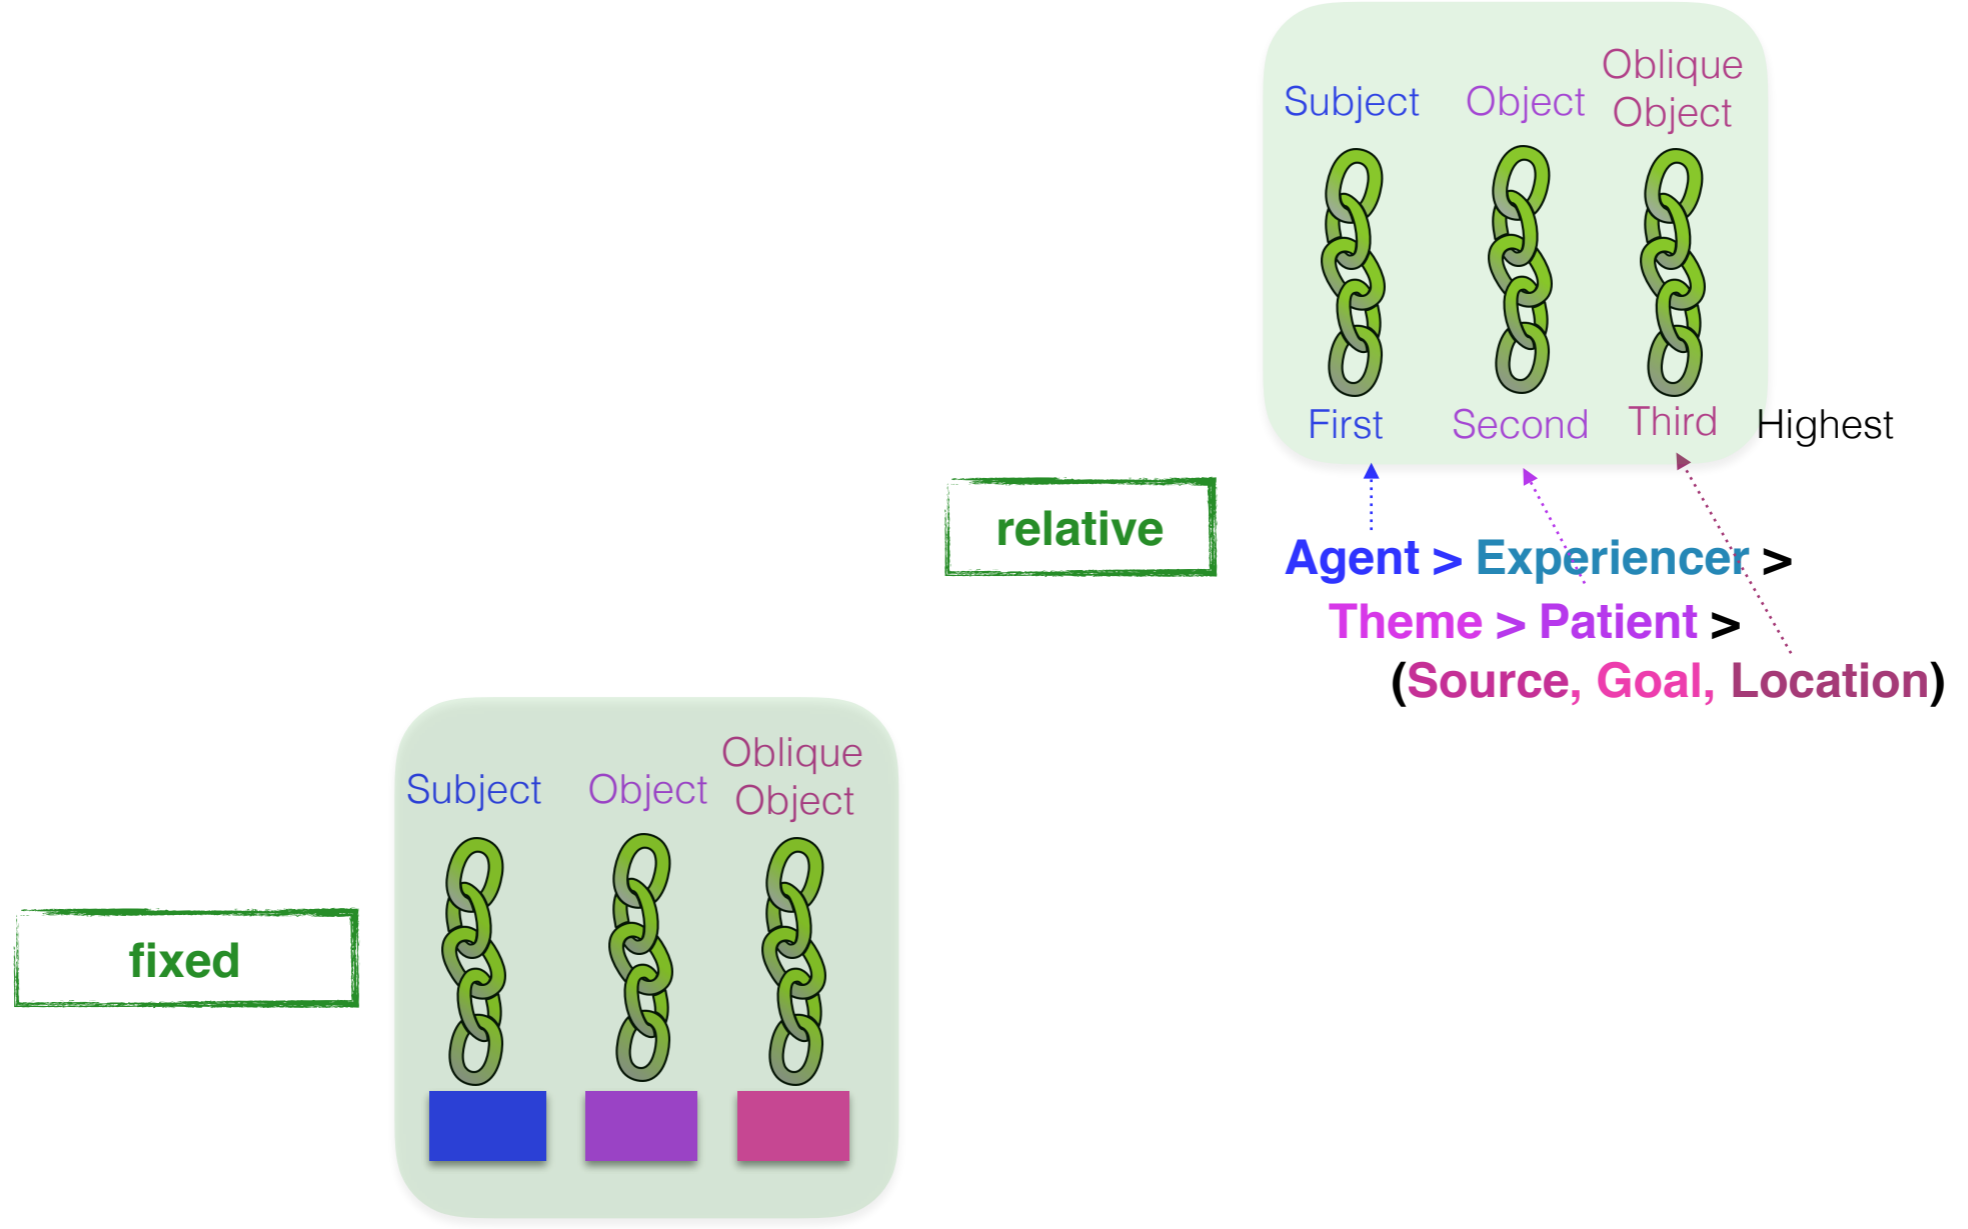 Subject Object Oblique Object
First Second Third Highest
relative
Agent > Experiencer >
Theme > Patient >
(Source, Goal, Location)
Subject Object Oblique Object
fixed